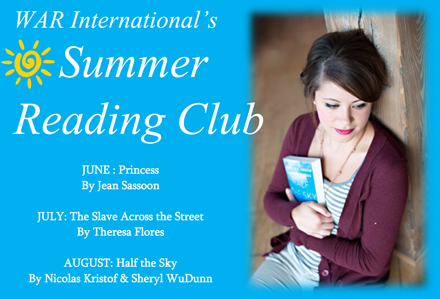 WAR International's
Summer
Reading Club
JUNE : Princess
By Jean Sassoon
JULY: The Slave Across the Street
By Theresa Flores
AUGUST: Half the Sky
By Nicolas Kristof & Sheryl WuDunn
SKY